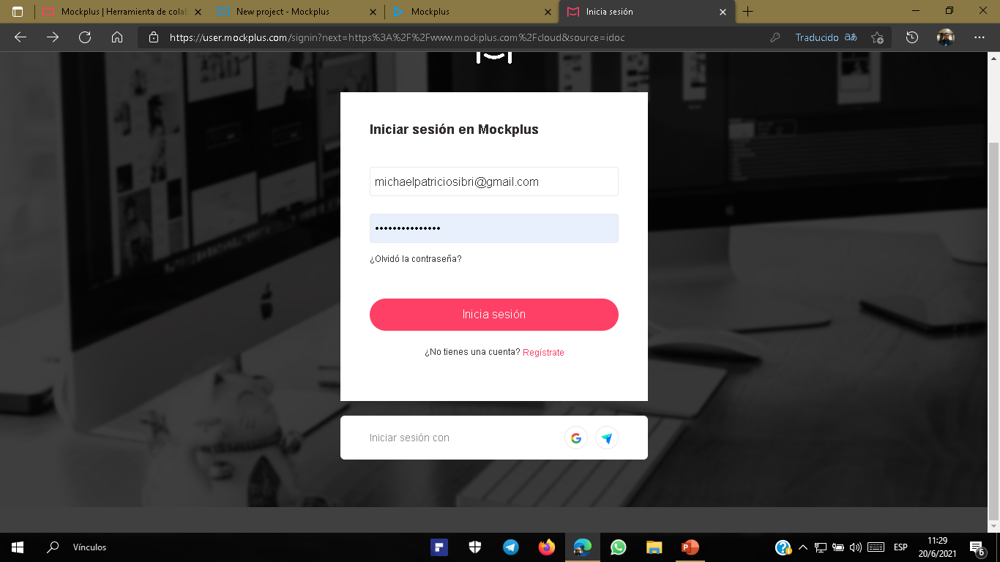 Mockplus | Herramienta de colab
New project - Mockplus
Mockplus
Inicia sesión
https://user.mockplus.com/signin?next=https%3A%2F%2Fwww.mockplus.com%2Fcloud&source=idoc
Traducido
Iniciar sesión en Mockplus
michaelpatriciosibri@gmail.com
¿Olvidó la contraseña?
Inicia sesión
¿No tienes una cuenta? Regístrate
Iniciar sesión con
Vínculos
ESP
11:29
20/6/2021
6